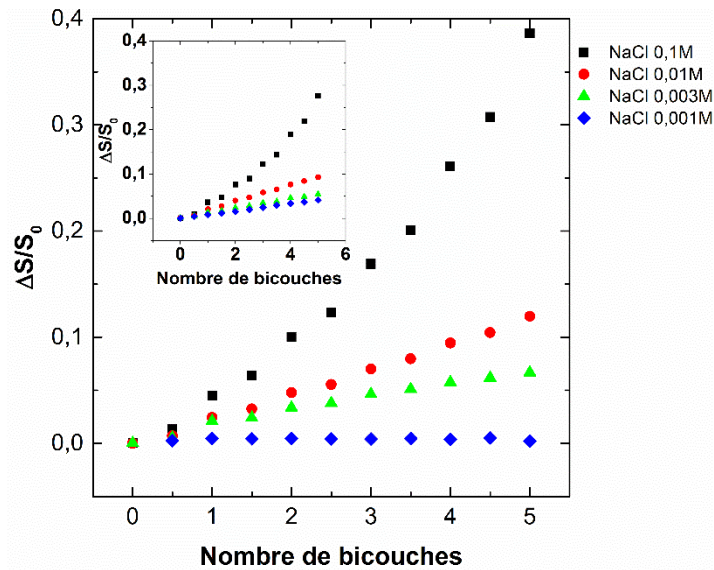 0,4
0,3
0,2
0,1
0,0
ΔS/S0
0 1 2 3 4 5
Nombre de bicouches
NaCl 0,1M
NaCl 0,01M
NaCl 0,003M
NaCl 0,001M
0,4
0,3
0,2
0,1
0,0
ΔS/S0
0 2 4 6
Nombre de bicouches